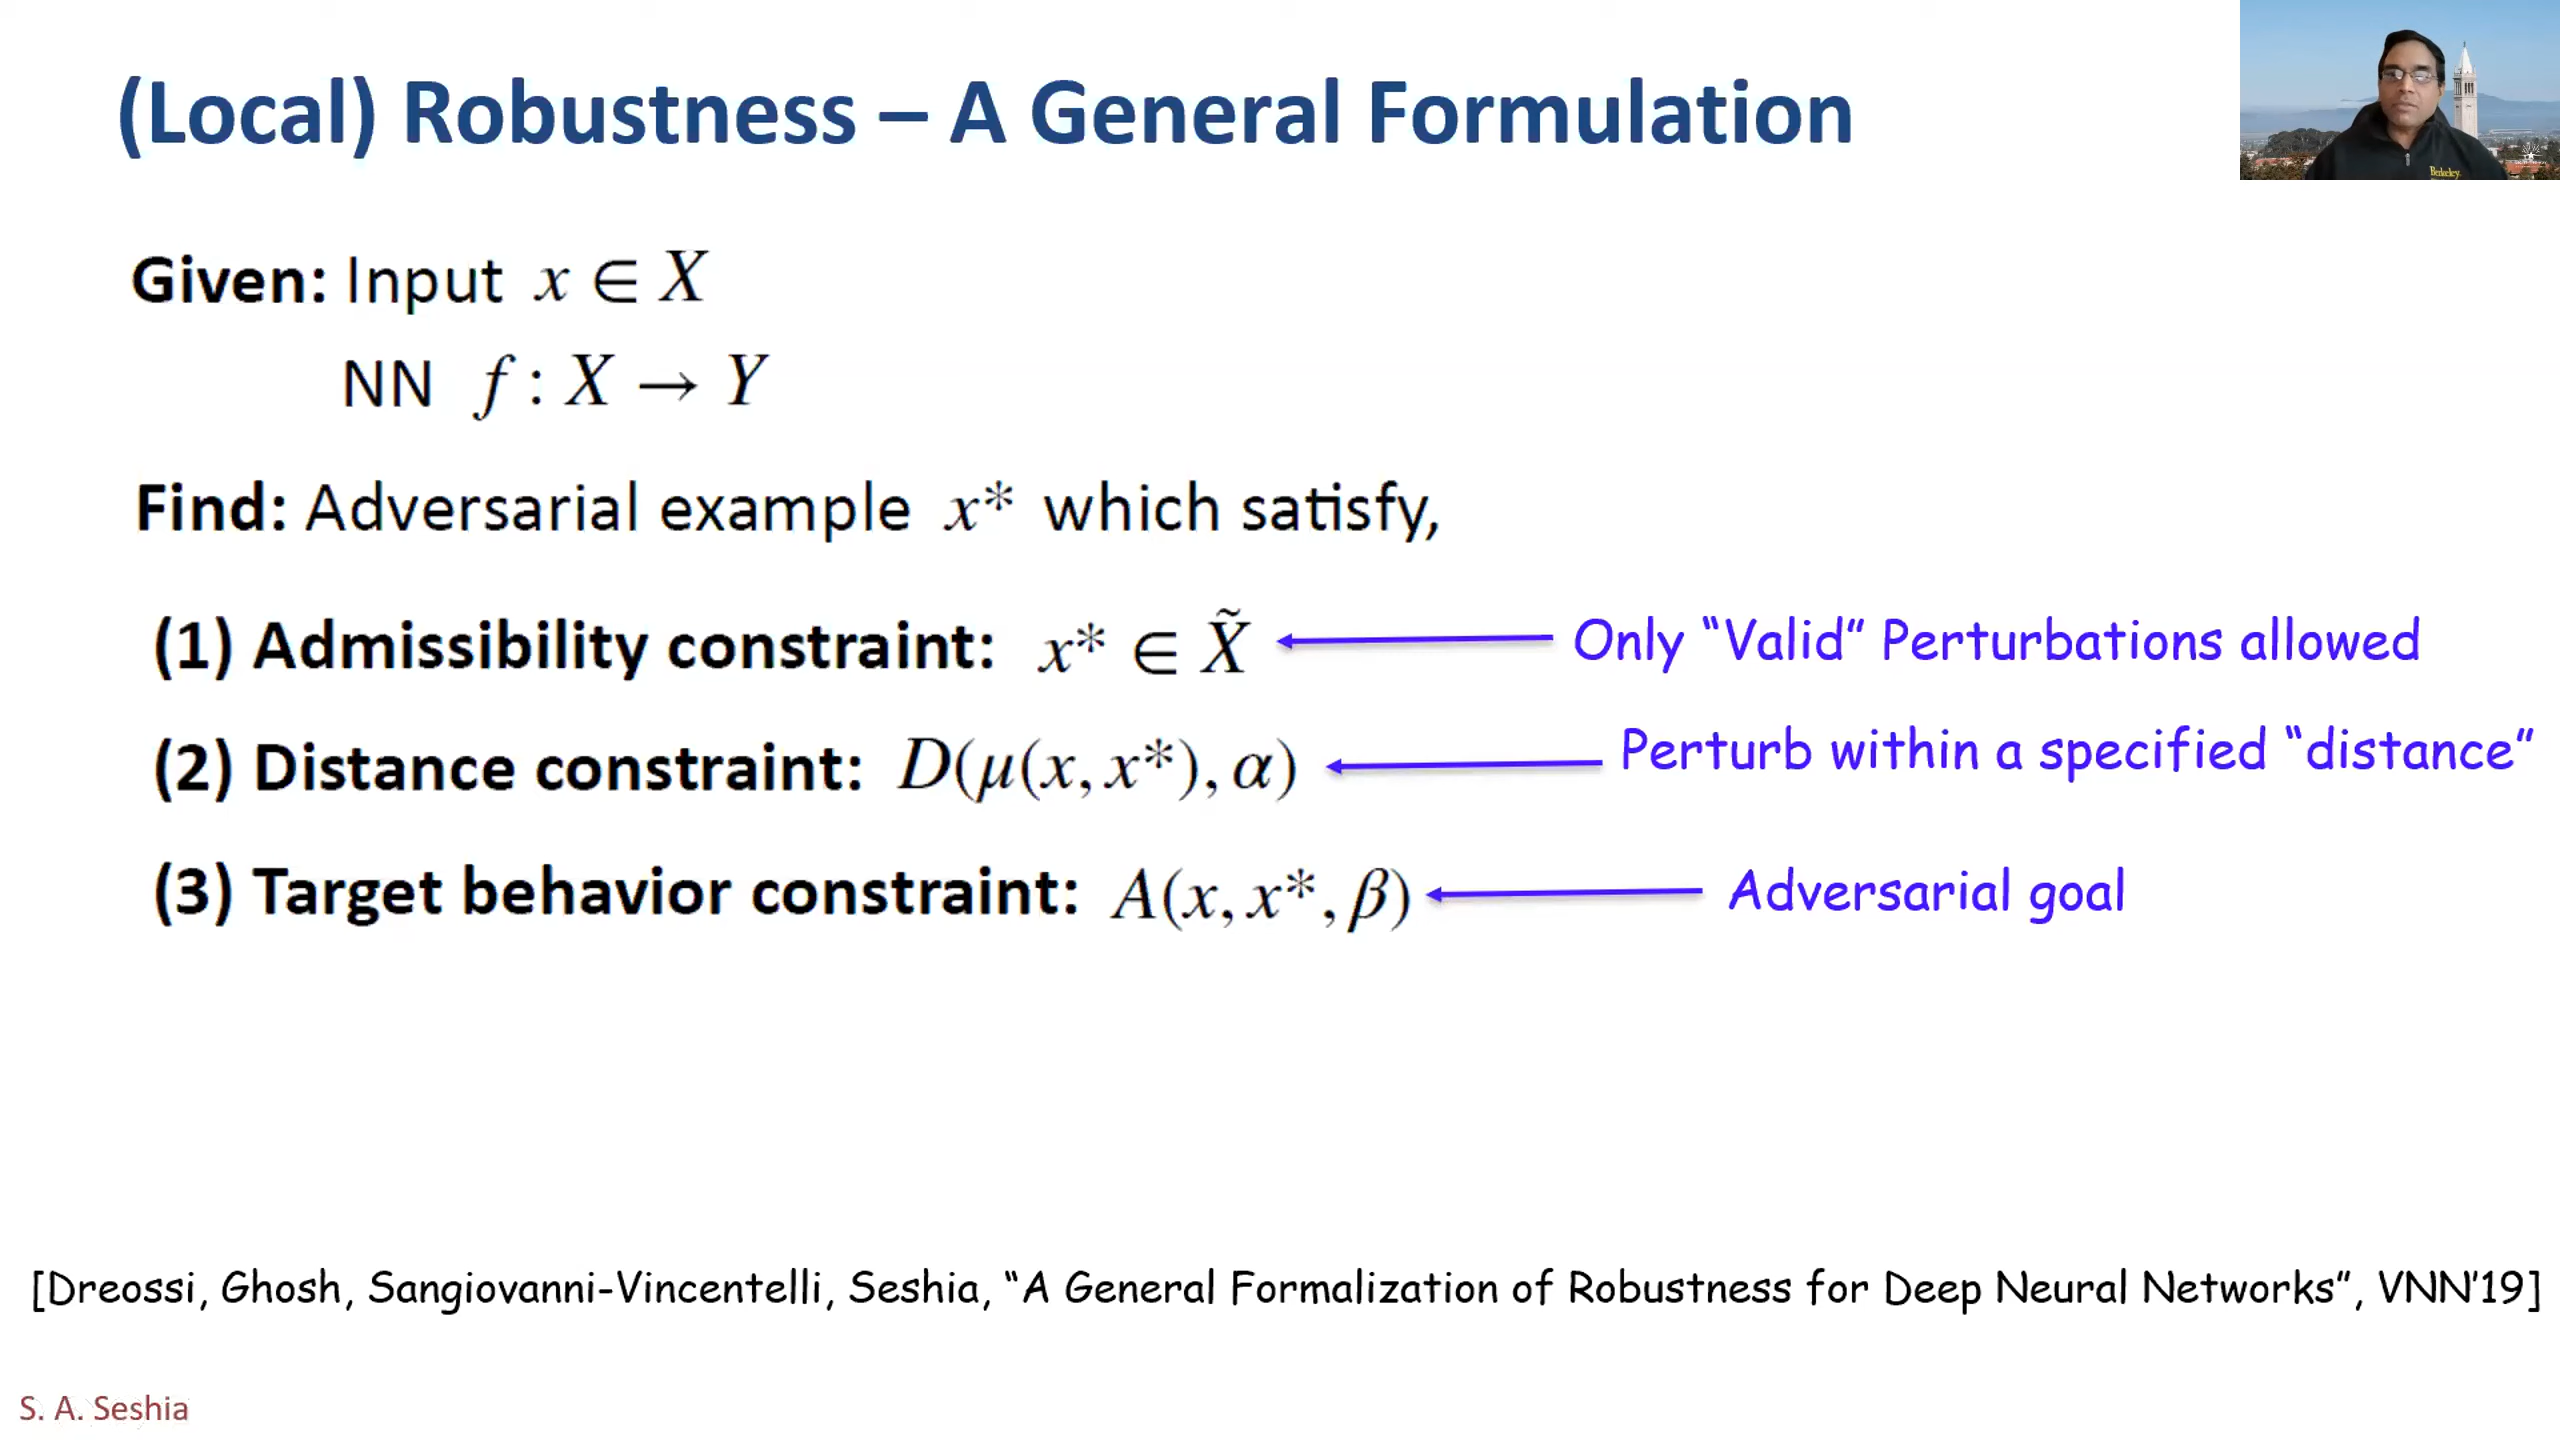 (Local) Robustness – A General Formulation
Berkeley
Given: Input x ∈ X
NN f : X → Y
Find: Adversarial example x* which satisfy,
(1) Admissibility constraint: x* ∈ X̃ Only “Valid” Perturbations allowed
(2) Distance constraint: D(μ(x, x*), α) Perturb within a specified “distance”
(3) Target behavior constraint: A(x, x*, β) Adversarial goal
[Dreossi, Ghosh, Sangiovanni-Vincentelli, Seshia, “A General Formalization of Robustness for Deep Neural Networks”, VNN’19]
S. A. Seshia